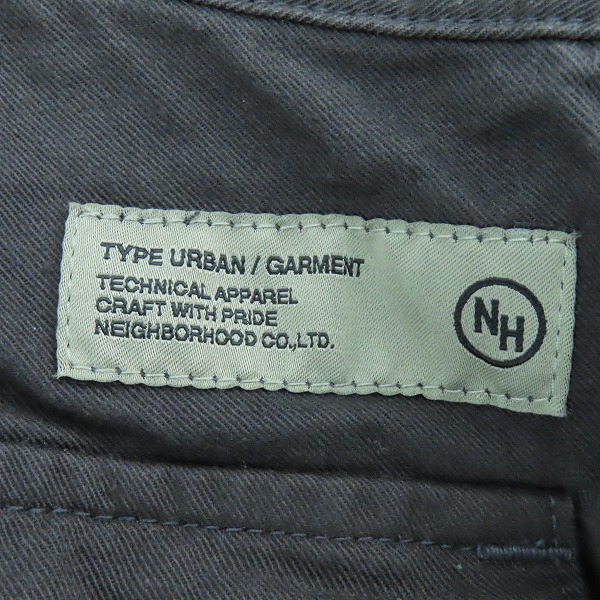 TYPE URBAN / GARMENT
TECHNICAL APPAREL
CRAFT WITH PRIDE
NEIGHBORHOOD CO.,LTD.
NH